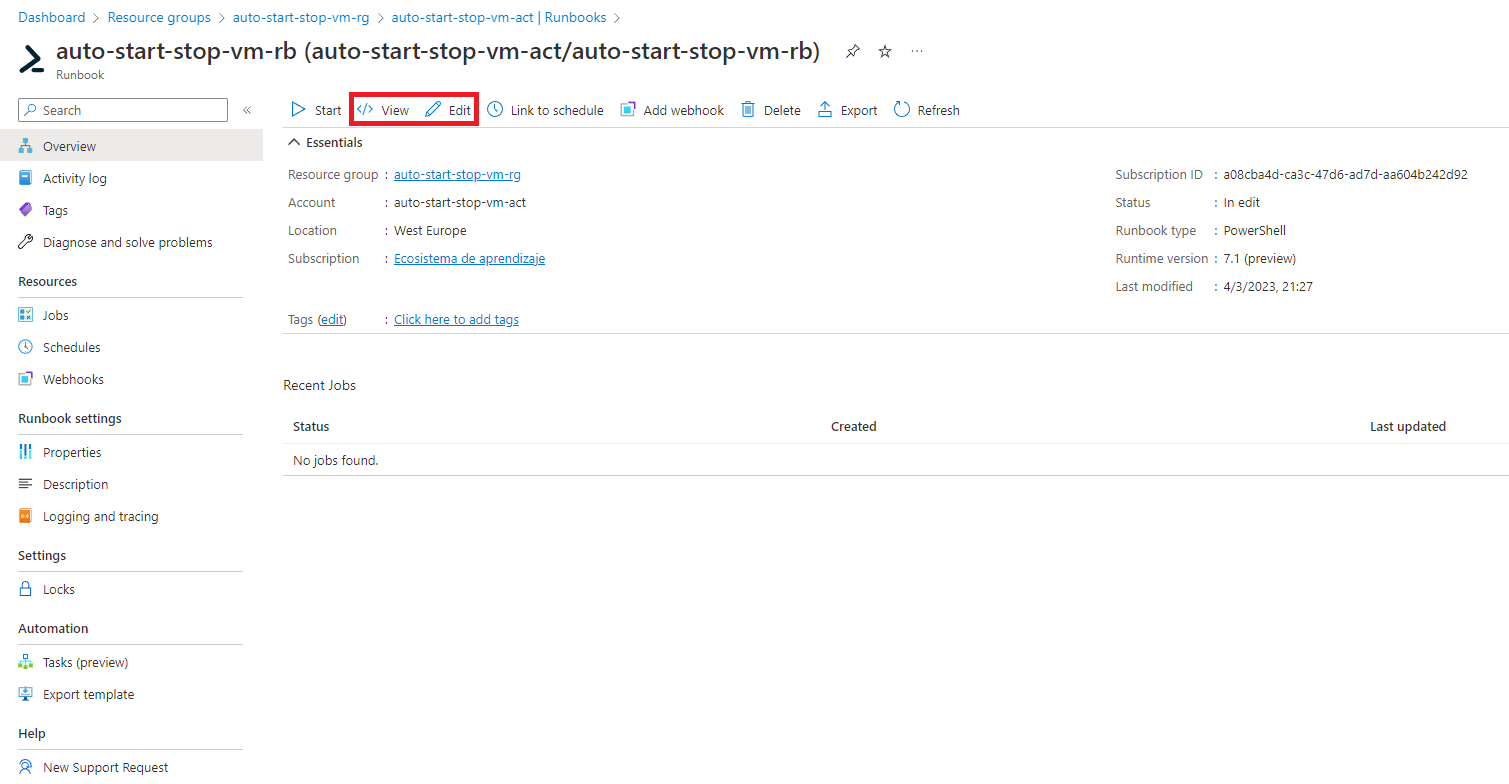 Dashboard > Resource groups > auto-start-stop-vm-rg > auto-start-stop-vm-act | Runbooks >
auto-start-stop-vm-rb (auto-start-stop-vm-act/auto-start-stop-vm-rb)
Runbook
Search
Start View Edit Link to schedule Add webhook Delete Export Refresh
Overview
Activity log
Tags
Diagnose and solve problems
Resources
Jobs
Schedules
Webhooks
Runbook settings
Properties
Description
Logging and tracing
Settings
Locks
Automation
Tasks (preview)
Export template
Help
New Support Request
Essentials
Resource group : auto-start-stop-vm-rg
Account : auto-start-stop-vm-act
Location : West Europe
Subscription : Ecosistema de aprendizaje
Subscription ID : a08cba4d-ca3c-47d6-ad7d-aa604b242d92
Status : In edit
Runbook type : PowerShell
Runtime version : 7.1 (preview)
Last modified : 4/3/2023, 21:27
Tags (edit) : Click here to add tags
Recent Jobs
Status Created Last updated
No jobs found.